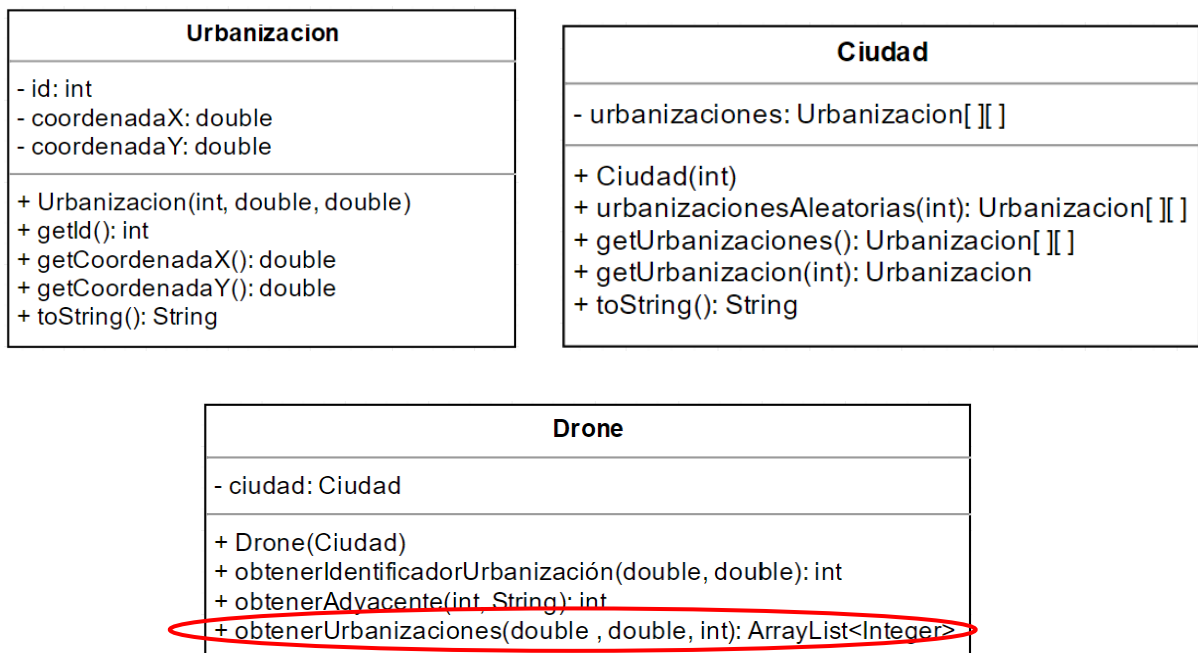 Urbanizacion
- id: int
- coordenadaX: double
- coordenadaY: double
+ Urbanizacion(int, double, double)
+ getId(): int
+ getCoordenadaX(): double
+ getCoordenadaY(): double
+ toString(): String
Ciudad
- urbanizaciones: Urbanizacion[ ][ ]
+ Ciudad(int)
+ urbanizacionesAleatorias(int): Urbanizacion[ ][ ]
+ getUrbanizaciones(): Urbanizacion[ ][ ]
+ getUrbanizacion(int): Urbanizacion
+ toString(): String
Drone
- ciudad: Ciudad
+ Drone(Ciudad)
+ obtenerIdentificadorUrbanización(double, double): int
+ obtenerAdyacente(int, String): int
+ obtenerUrbanizaciones(double , double, int): ArrayList<Integer>